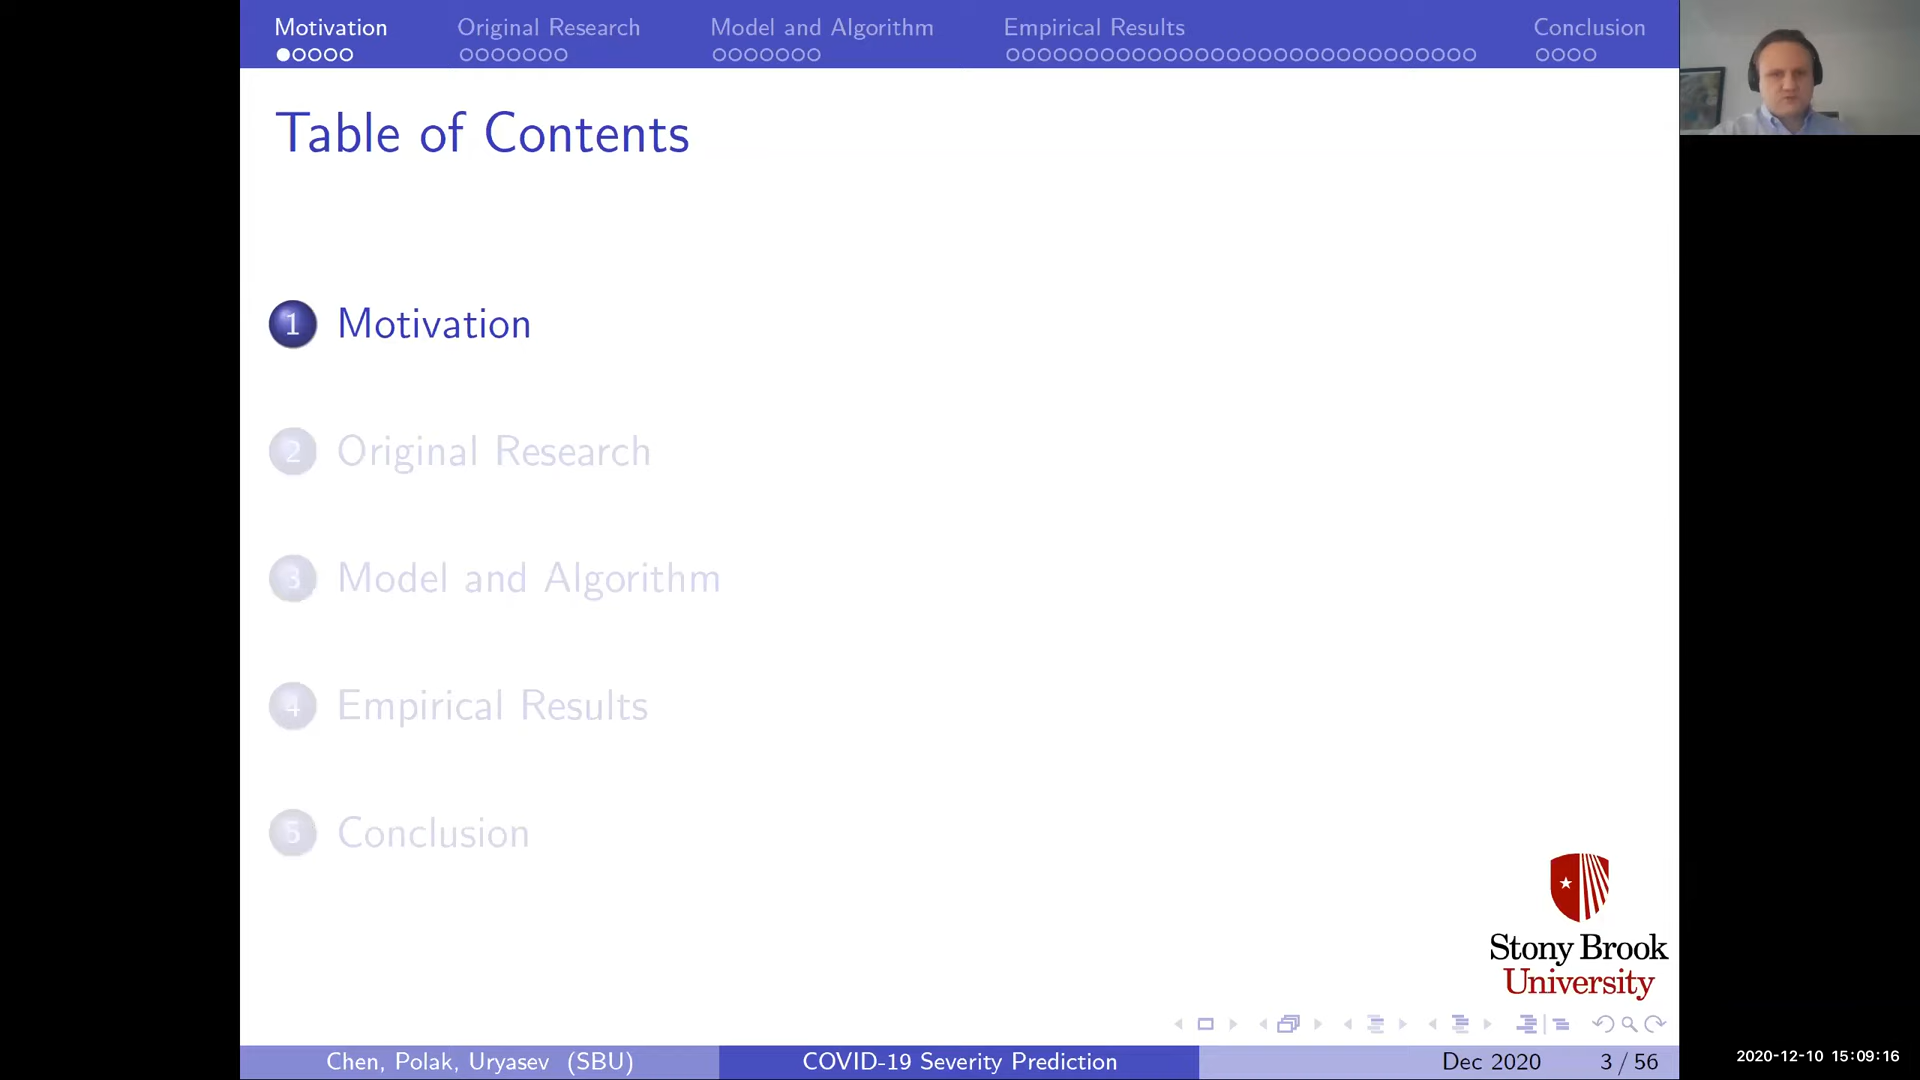 Motivation
Original Research
Model and Algorithm
Empirical Results
Conclusion
Table of Contents
1 Motivation
2 Original Research
3 Model and Algorithm
4 Empirical Results
5 Conclusion
Stony Brook
University
Chen, Polak, Uryasev (SBU)
COVID-19 Severity Prediction
Dec 2020
3 / 56
2020-12-10 15:09:16